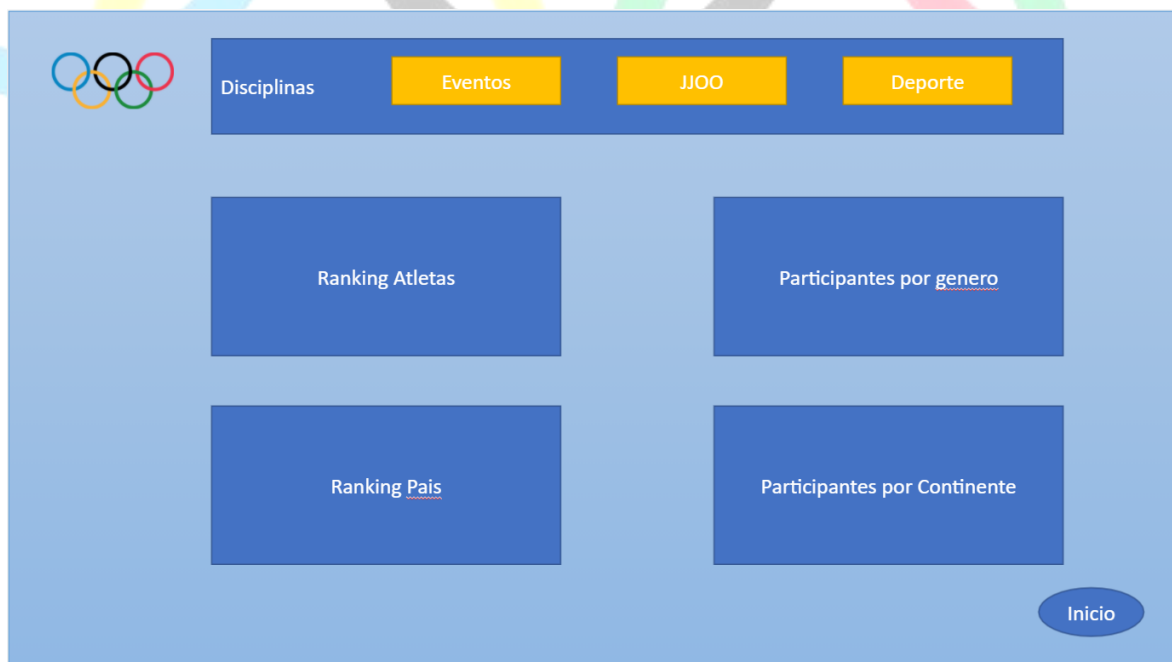 Disciplinas
Eventos
JJOO
Deporte
Ranking Atletas
Participantes por genero
Ranking Pais
Participantes por Continente
Inicio